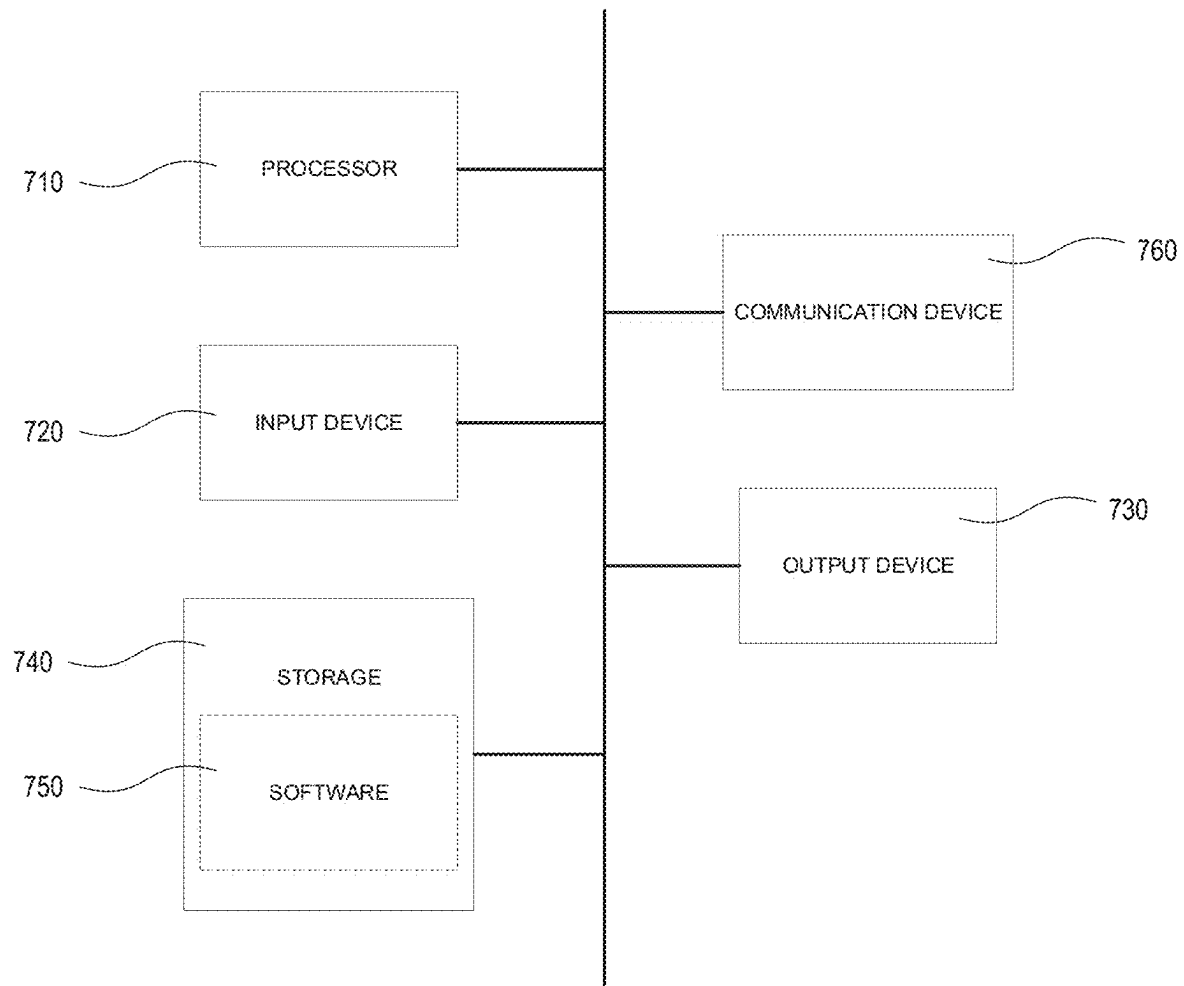 710
PROCESSOR
760
COMMUNICATION DEVICE
720
INPUT DEVICE
730
OUTPUT DEVICE
740
STORAGE
750
SOFTWARE